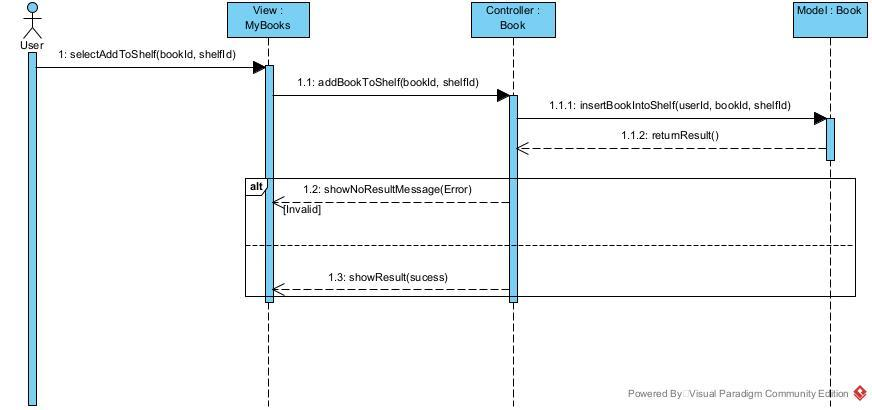 View :
MyBooks
Controller :
Book
Model : Book
User
1: selectAddToShelf(bookId, shelfId)
1.1: addBookToShelf(bookId, shelfId)
1.1.1: insertBookIntoShelf(userId, bookId, shelfId)
1.1.2: returnResult()
alt
1.2: showNoResultMessage(Error)
[Invalid]
1.3: showResult(sucess)
Powered By Visual Paradigm Community Edition